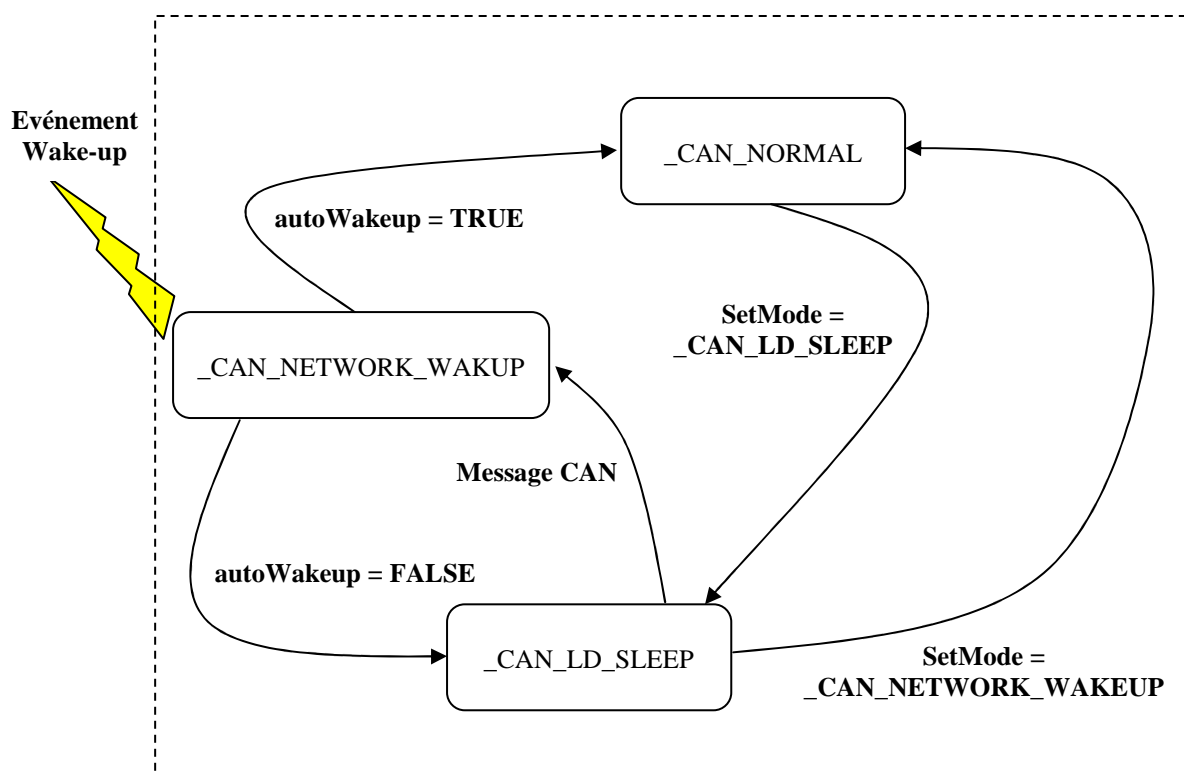 Evénement
Wake-up
_CAN_NORMAL
autoWakeup = TRUE
SetMode =
_CAN_LD_SLEEP
_CAN_NETWORK_WAKUP
Message CAN
autoWakeup = FALSE
_CAN_LD_SLEEP
SetMode =
_CAN_NETWORK_WAKEUP